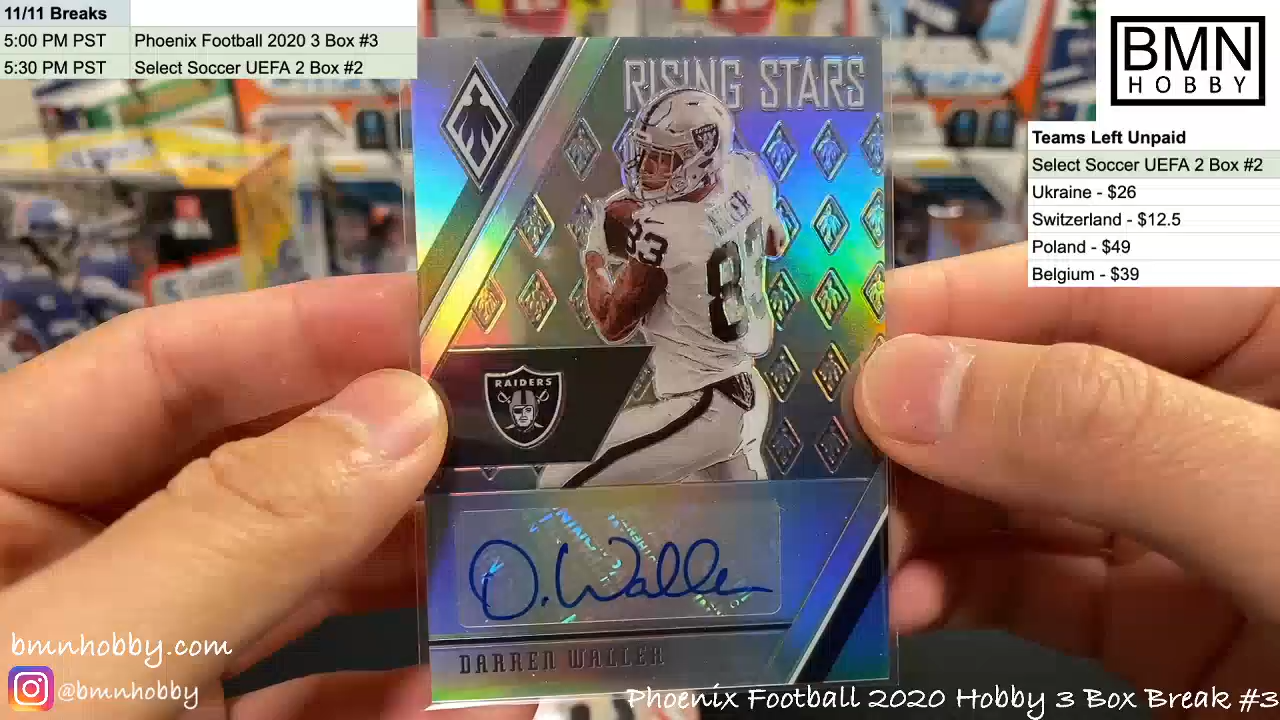 11/11 Breaks
5:00 PM PST Phoenix Football 2020 3 Box #3
5:30 PM PST Select Soccer UEFA 2 Box #2
BMN
HOBBY
Teams Left Unpaid
Select Soccer UEFA 2 Box #2
Ukraine - $26
Switzerland - $12.5
Poland - $49
Belgium - $39
RISING STARS
RAIDERS
83
8
D. Waller
DARREN WALLER
bmnhobby.com
@bmnhobby
Phoenix Football 2020 Hobby 3 Box Break #3